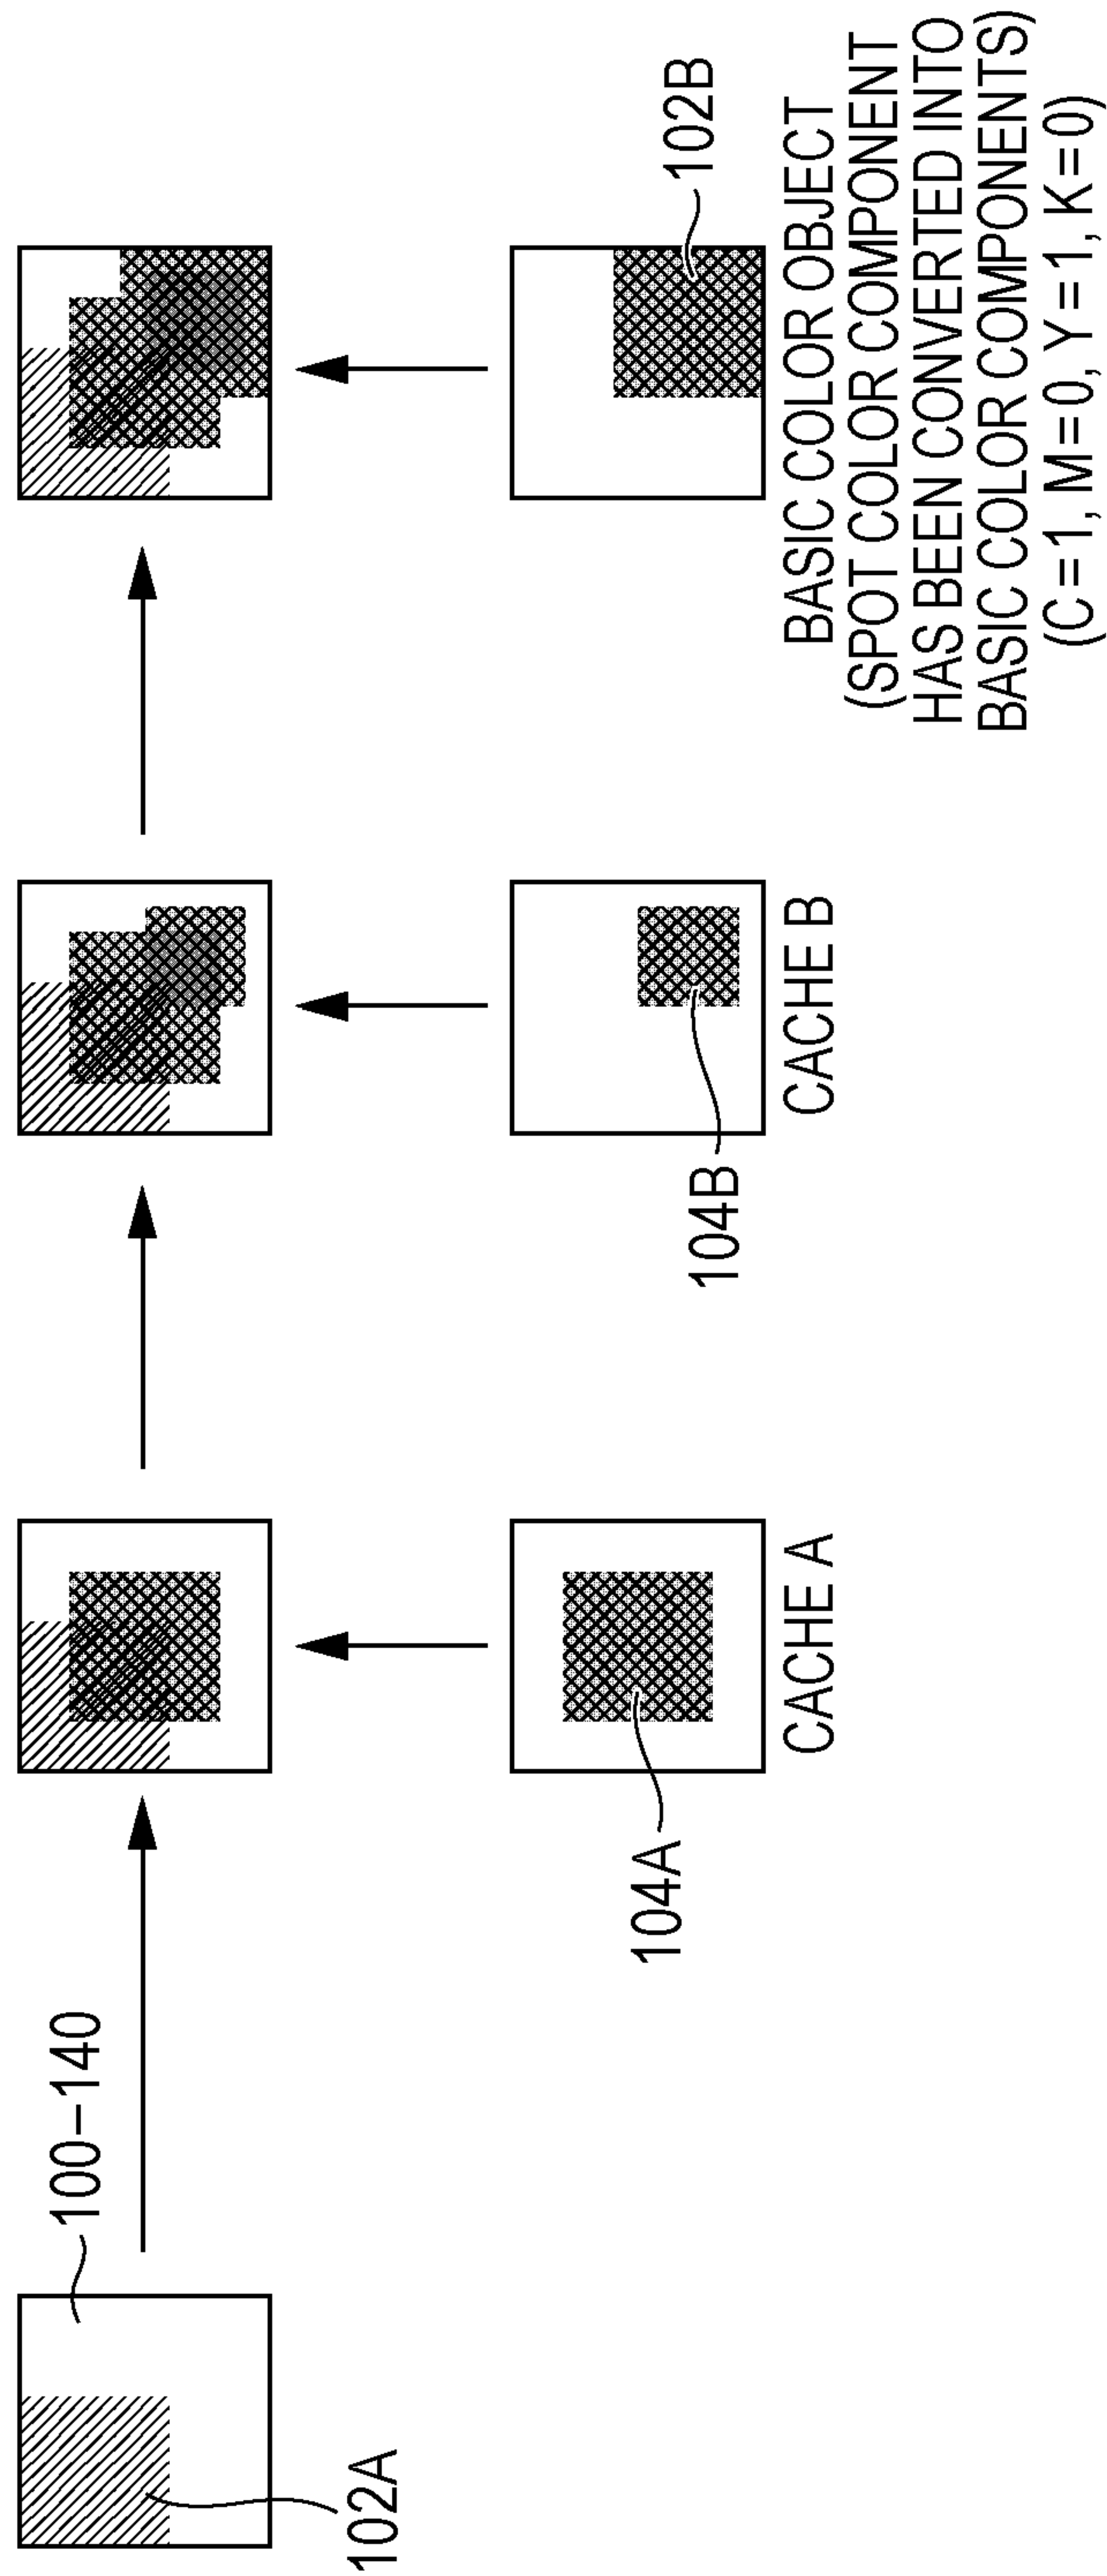 100–140
102A
104A
CACHE A
104B
CACHE B
102B
BASIC COLOR OBJECT
(SPOT COLOR COMPONENT
HAS BEEN CONVERTED INTO
BASIC COLOR COMPONENTS)
(C=1, M=0, Y=1, K=0)